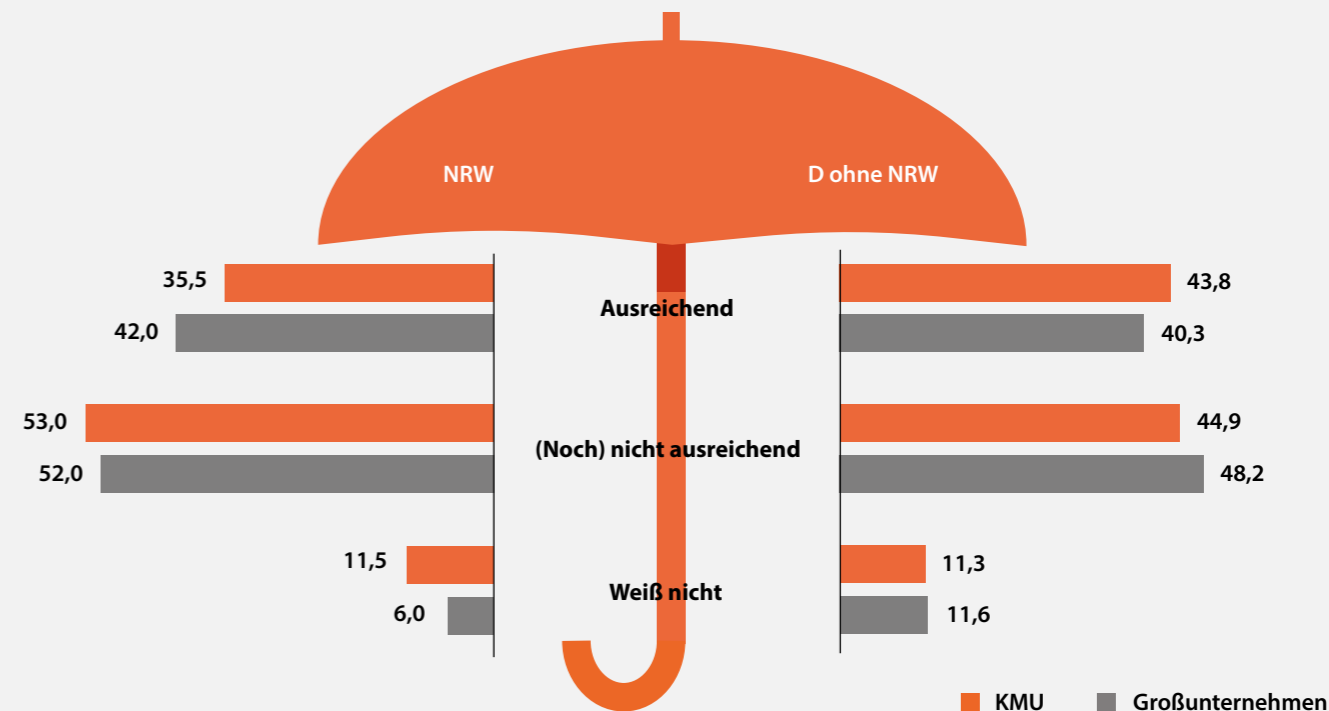 NRW
D ohne NRW
35,5
Ausreichend
43,8
42,0
40,3
53,0
(Noch) nicht ausreichend
44,9
52,0
48,2
11,5
Weiß nicht
11,3
6,0
11,6
KMU
Großunternehmen